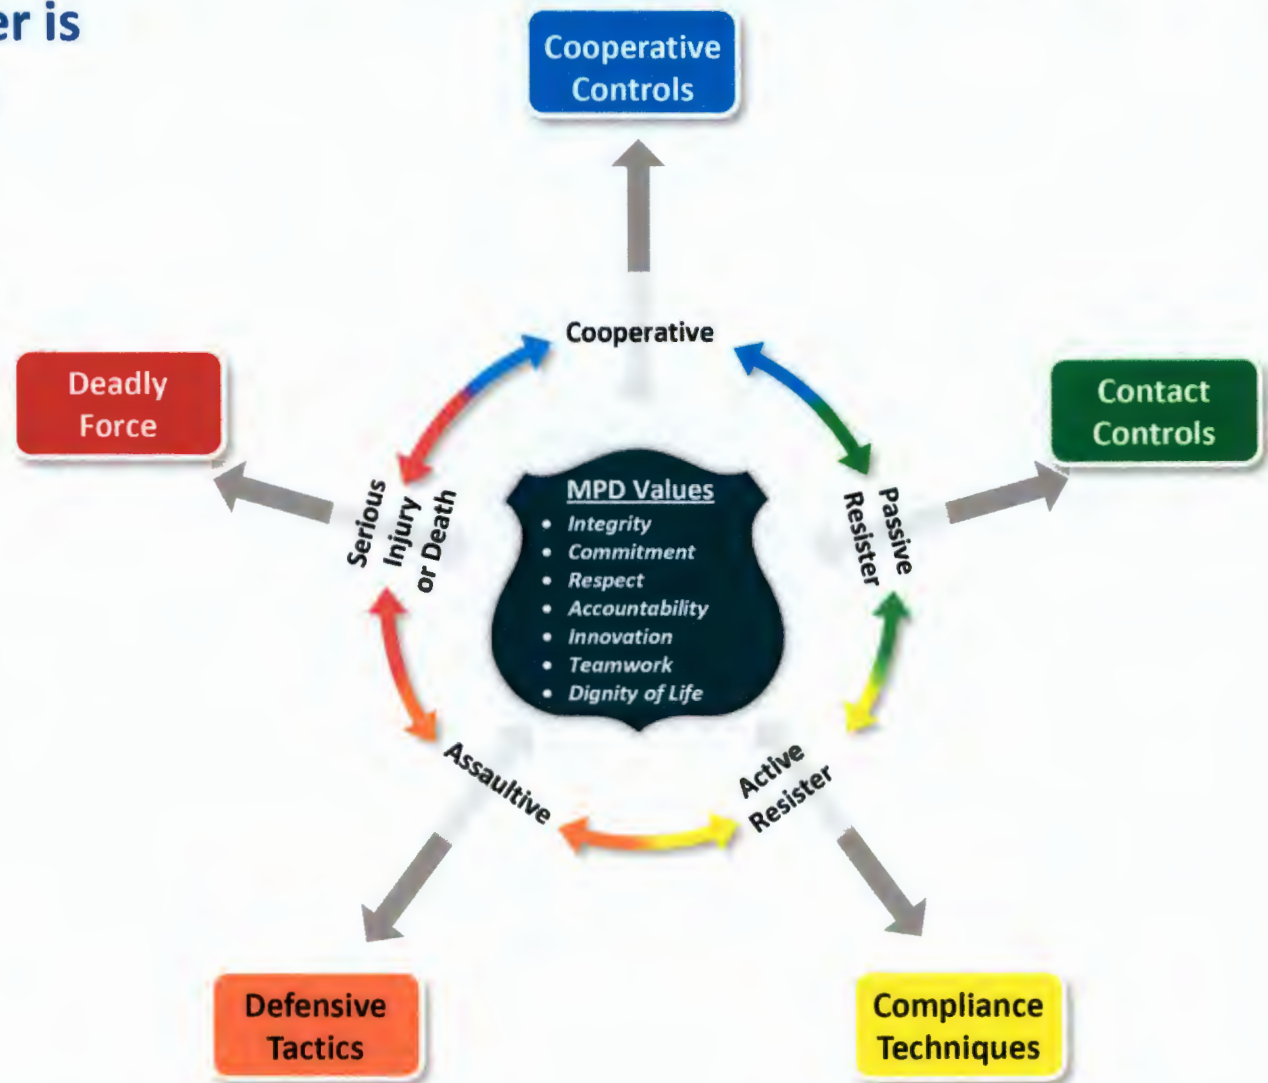 er is
Cooperative
Controls
Cooperative
Deadly
Force
Contact
Controls
Serious
Injury
or Death
MPD Values
• Integrity
• Commitment
• Respect
• Accountability
• Innovation
• Teamwork
• Dignity of Life
Passive
Resister
Assaultive
Active
Resister
Defensive
Tactics
Compliance
Techniques